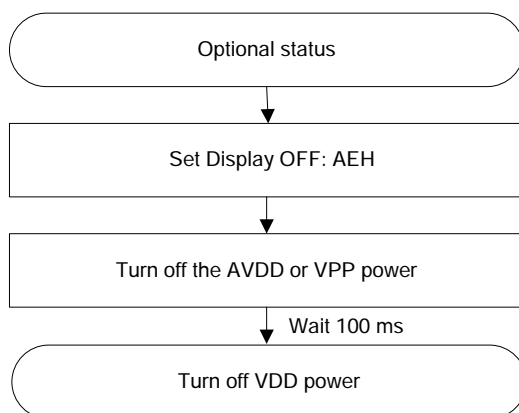 Optional status
Set Display OFF: AEH
Turn off the AVDD or VPP power
Wait 100 ms
Turn off VDD power